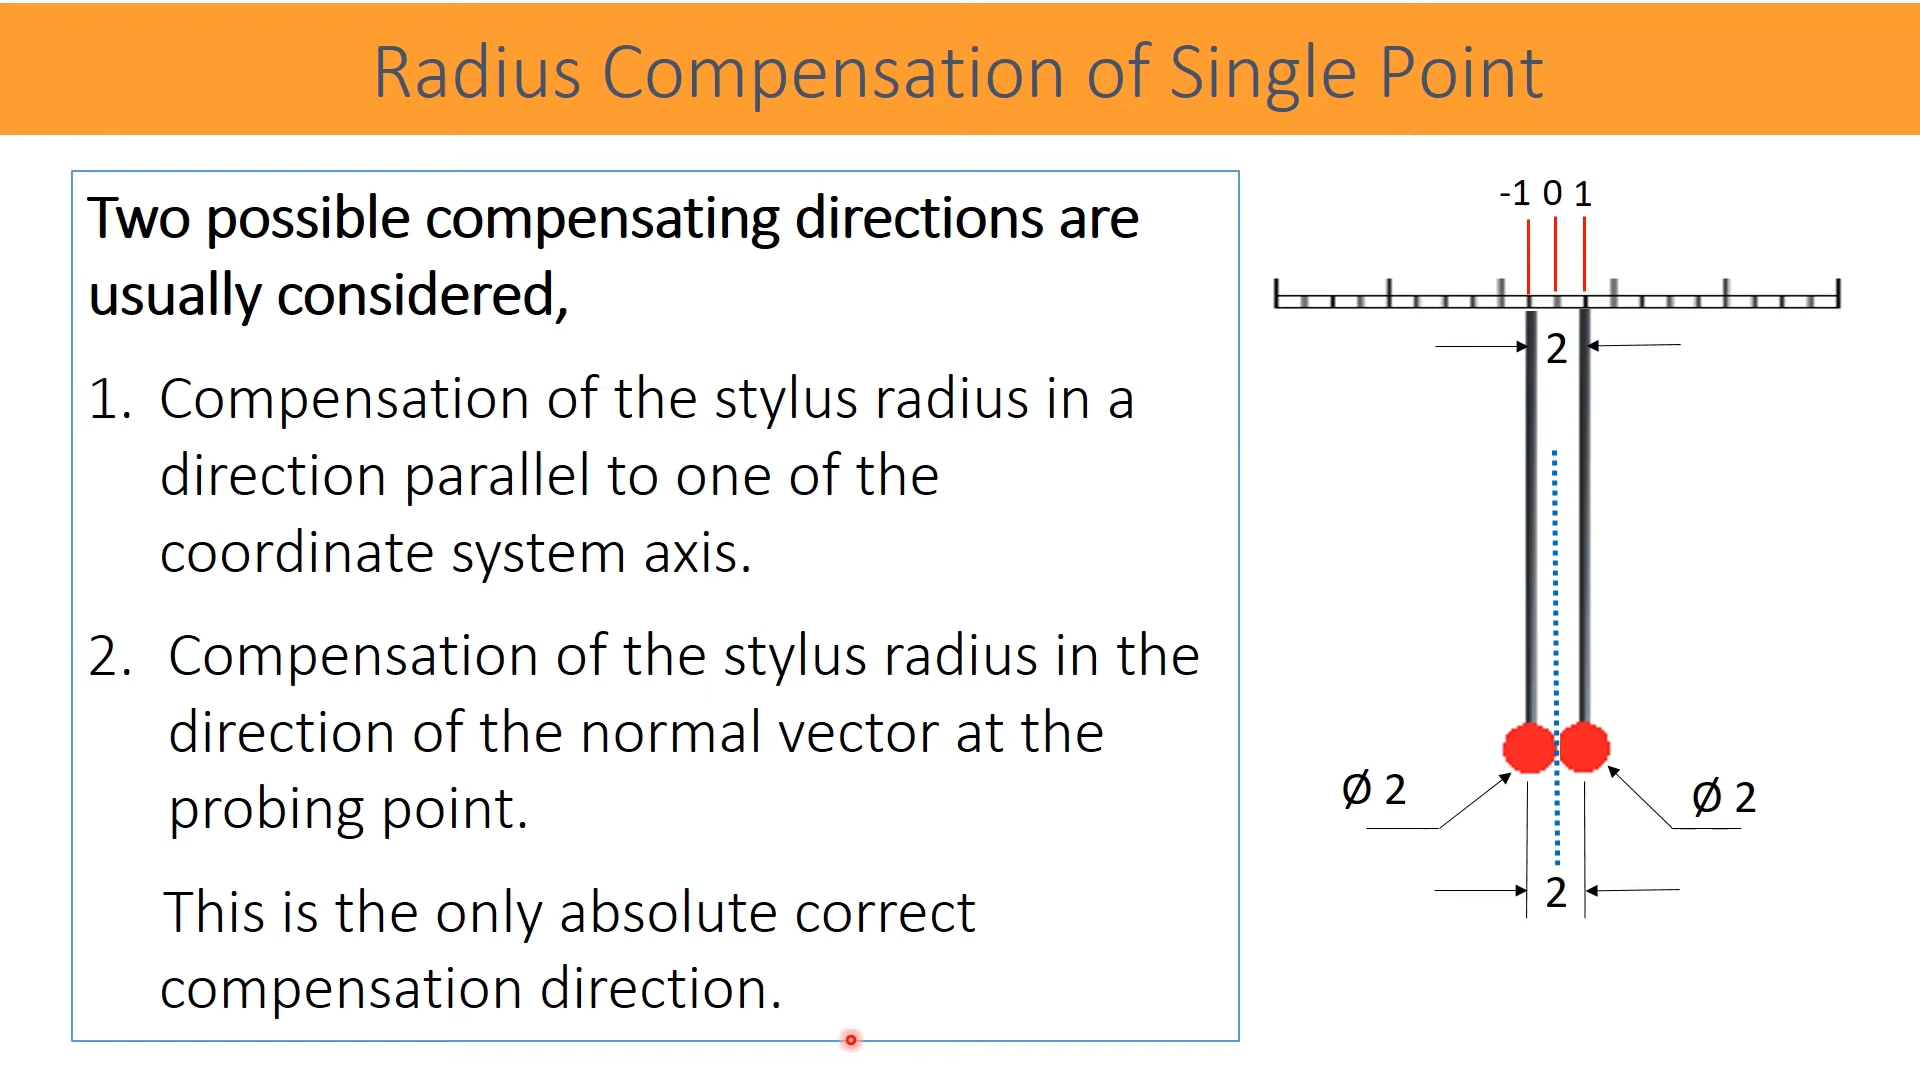 Radius Compensation of Single Point
Two possible compensating directions are
usually considered,
1. Compensation of the stylus radius in a
direction parallel to one of the
coordinate system axis.
2. Compensation of the stylus radius in the
direction of the normal vector at the
probing point.
This is the only absolute correct
compensation direction.
-1 0 1
2
Ø 2
Ø 2
2